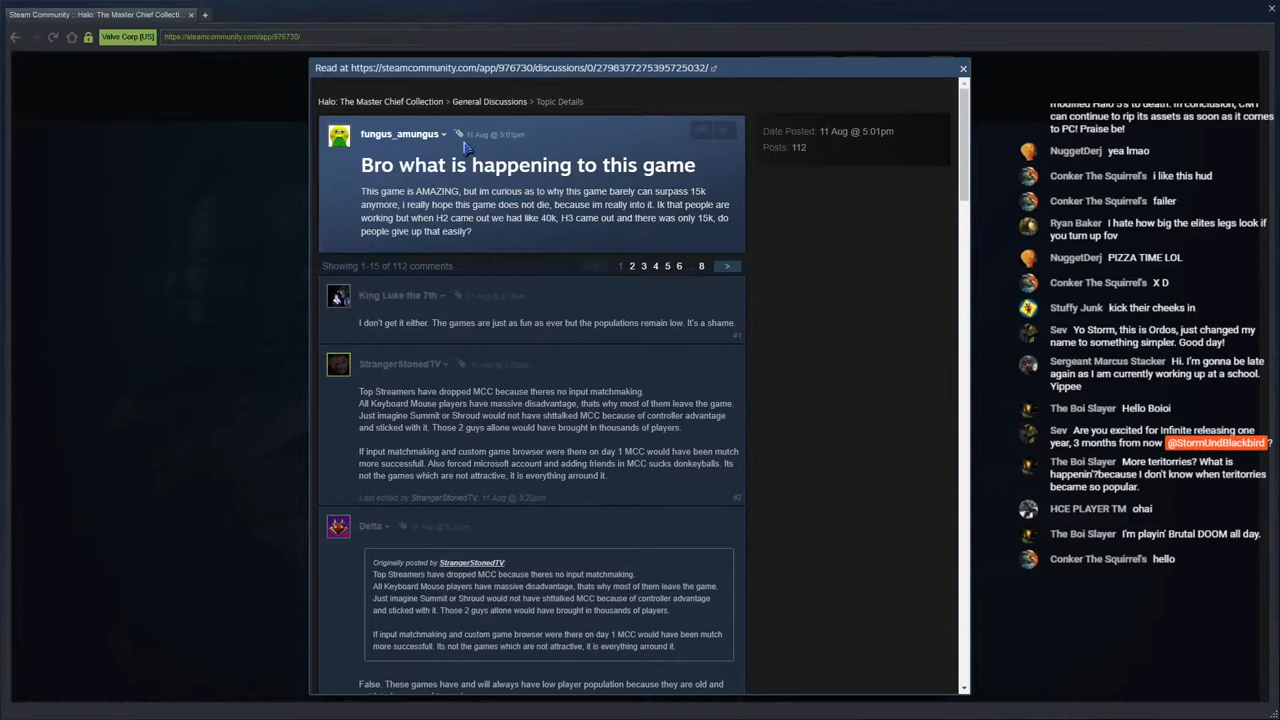 Steam Community :: Halo: The Master Chief Collecti...
Valve Corp [US]
https://steamcommunity.com/app/976730/
Read at https://steamcommunity.com/app/976730/discussions/0/2798377275395725032/
Halo: The Master Chief Collection > General Discussions > Topic Details
fungus_amungus
11 Aug @ 5:01pm
Bro what is happening to this game
This game is AMAZING, but im curious as to why this game barely can surpass 15k
anymore, i really hope this game does not die, because im really into it. Ik that people are
working but when H2 came out we had like 40k, H3 came out and there was only 15k, do
people give up that easily?
Date Posted: 11 Aug @ 5:01pm
Posts: 112
Showing 1-15 of 112 comments
1 2 3 4 5 6 ... 8 >
King Luke the 7th
I don't get it either. The games are just as fun as ever but the populations remain low. It's a shame.
#1
StrangerStonedTV
Top Streamers have dropped MCC because theres no input matchmaking.
All Keyboard Mouse players have massive disadvantage, thats why most of them leave the game.
Just imagine Summit or Shroud would not have shttalked MCC because of controller advantage
and sticked with it. Those 2 guys allone would have brought in thousands of players.
If input matchmaking and custom game browser were there on day 1 MCC would have been mutch
more successfull. Also forced microsoft account and adding friends in MCC sucks donkeyballs. Its
not the games which are not attractive, it is everything arround it.
Last edited by StrangerStonedTV; 11 Aug @ 5:22pm
#2
Delta
11 Aug @ 5:25pm
Originally posted by StrangerStonedTV:
Top Streamers have dropped MCC because theres no input matchmaking.
All Keyboard Mouse players have massive disadvantage, thats why most of them leave the game.
Just imagine Summit or Shroud would not have shttalked MCC because of controller advantage
and sticked with it. Those 2 guys allone would have brought in thousands of players.
If input matchmaking and custom game browser were there on day 1 MCC would have been mutch
more successfull. Its not the games which are not attractive, it is everything arround it.
False. These games have and will always have low player population because they are old and
modified Halo 5's to death. In conclusion, CMT
can continue to rip its assets as soon as it comes
to PC! Praise be!
NuggetDerj yea lmao
Conker The Squirrel's i like this hud
Conker The Squirrel's failer
Ryan Baker I hate how big the elites legs look if
you turn up fov
NuggetDerj PIZZA TIME LOL
Conker The Squirrel's X D
Stuffy Junk kick their cheeks in
Sev Yo Storm, this is Ordos, just changed my
name to something simpler. Good day!
Sergeant Marcus Stacker Hi. I'm gonna be late
again as I am currently working up at a school.
Yippee
The Boi Slayer Hello Boioi
Sev Are you excited for Infinite releasing one
year, 3 months from now @StormUndBlackbird ?
The Boi Slayer More teritorries? What is
happenin'?because I don't know when teritorries
became so popular.
HCE PLAYER TM ohai
The Boi Slayer I'm playin' Brutal DOOM all day.
Conker The Squirrel's hello